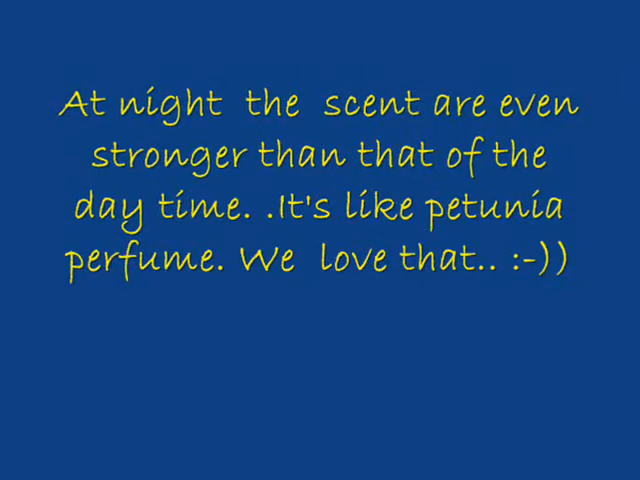 At night  the  scent are even
stronger than that of the
day time. .It's like petunia
perfume. We  love that.. :-))